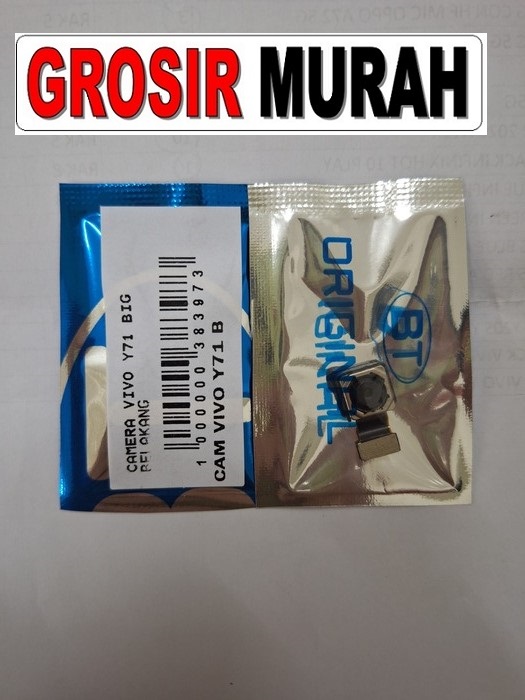 GROSIR MURAH
CAMERA VIVO Y71 BIG
BELAKANG
1 000000 383973
CAM VIVO Y71 B
ORIGINAL
BT